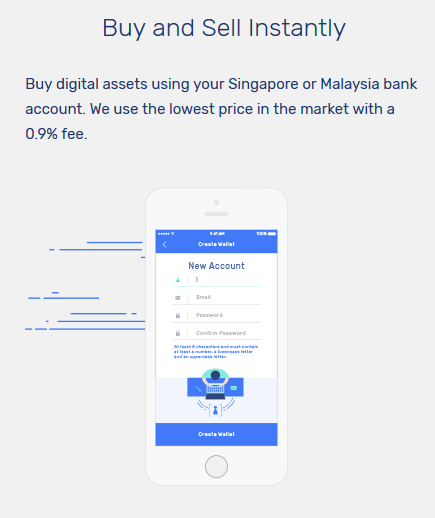 Buy and Sell Instantly
Buy digital assets using your Singapore or Malaysia bank
account. We use the lowest price in the market with a
0.9% fee.
9:41 AM 100%
Create Wallet
New Account
Email
Password
Confirm Password
At least 8 characters and must contain
at least a number, a lowercase letter
and an uppercase letter.
Create Wallet